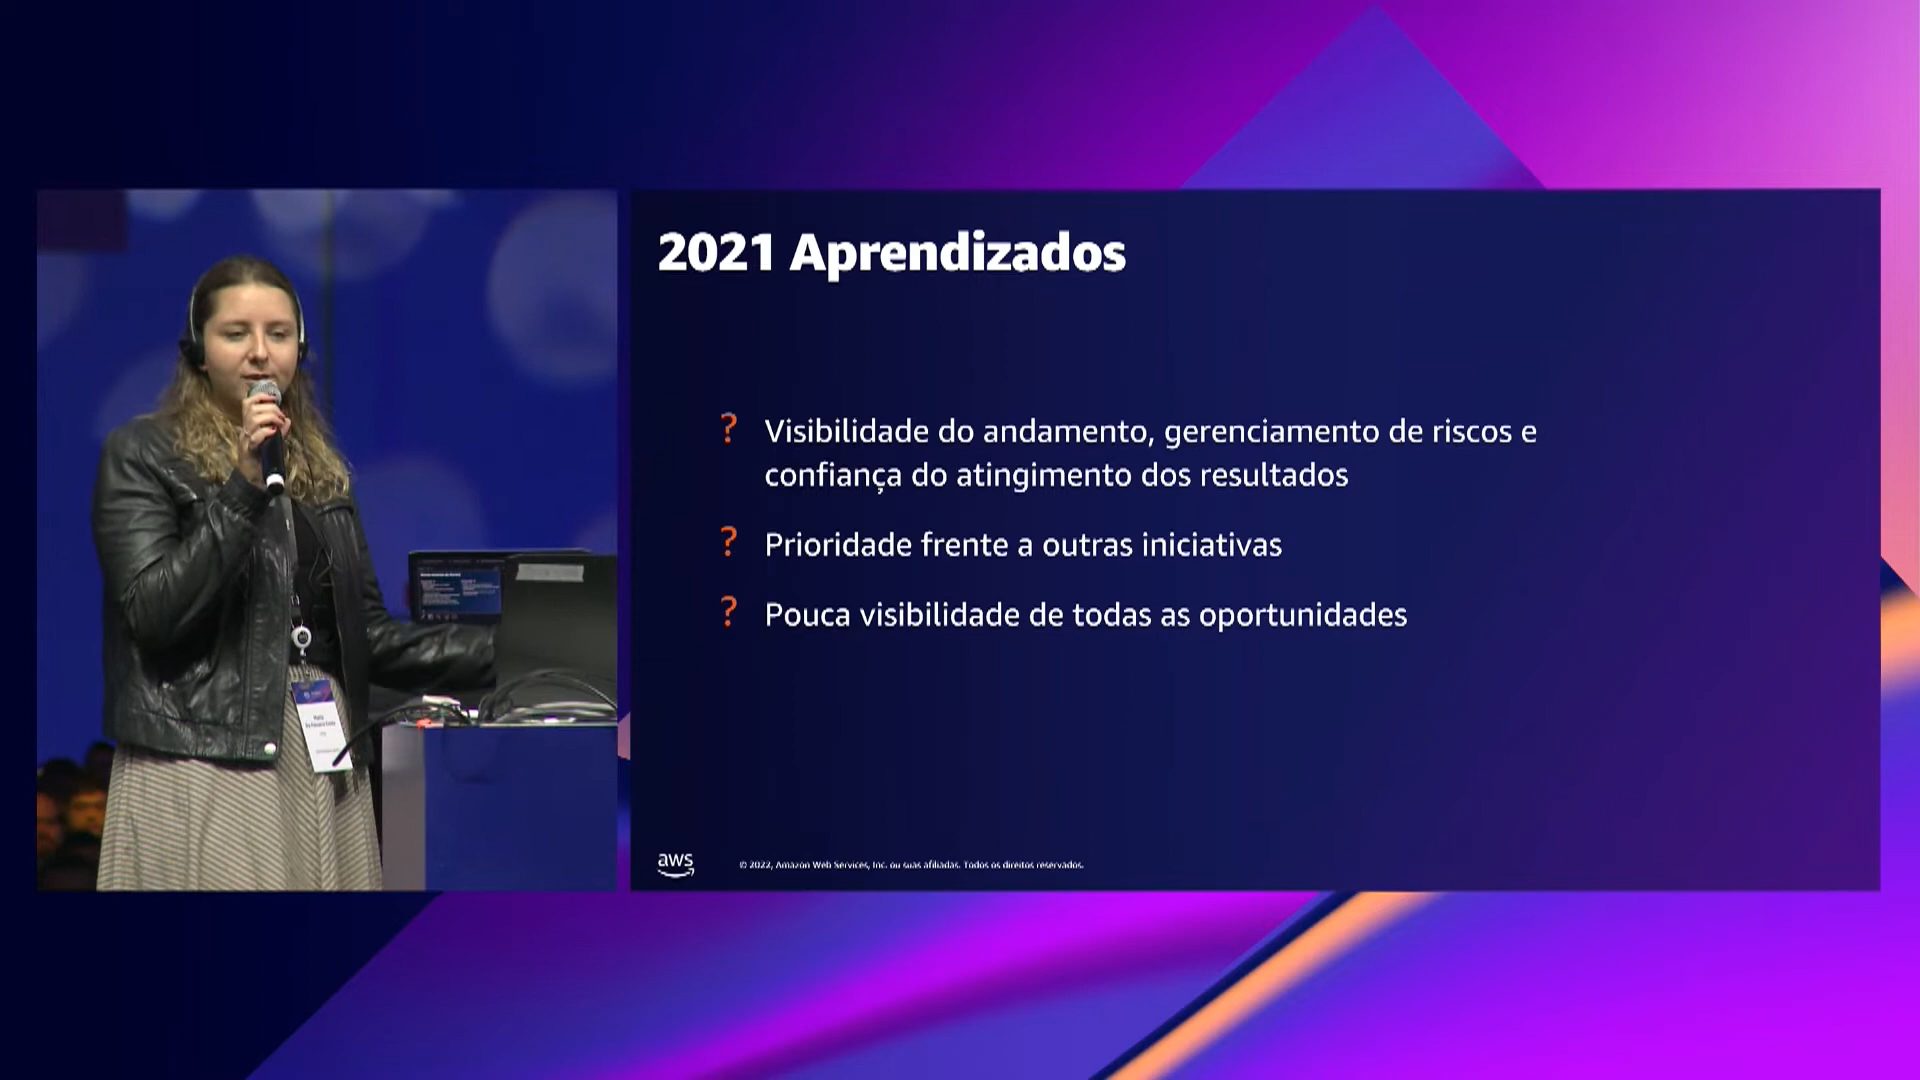 2021 Aprendizados
? Visibilidade do andamento, gerenciamento de riscos e
confiança do atingimento dos resultados
? Prioridade frente a outras iniciativas
? Pouca visibilidade de todas as oportunidades
aws
© 2022, Amazon Web Services, Inc. ou suas afiliadas. Todos os direitos reservados.